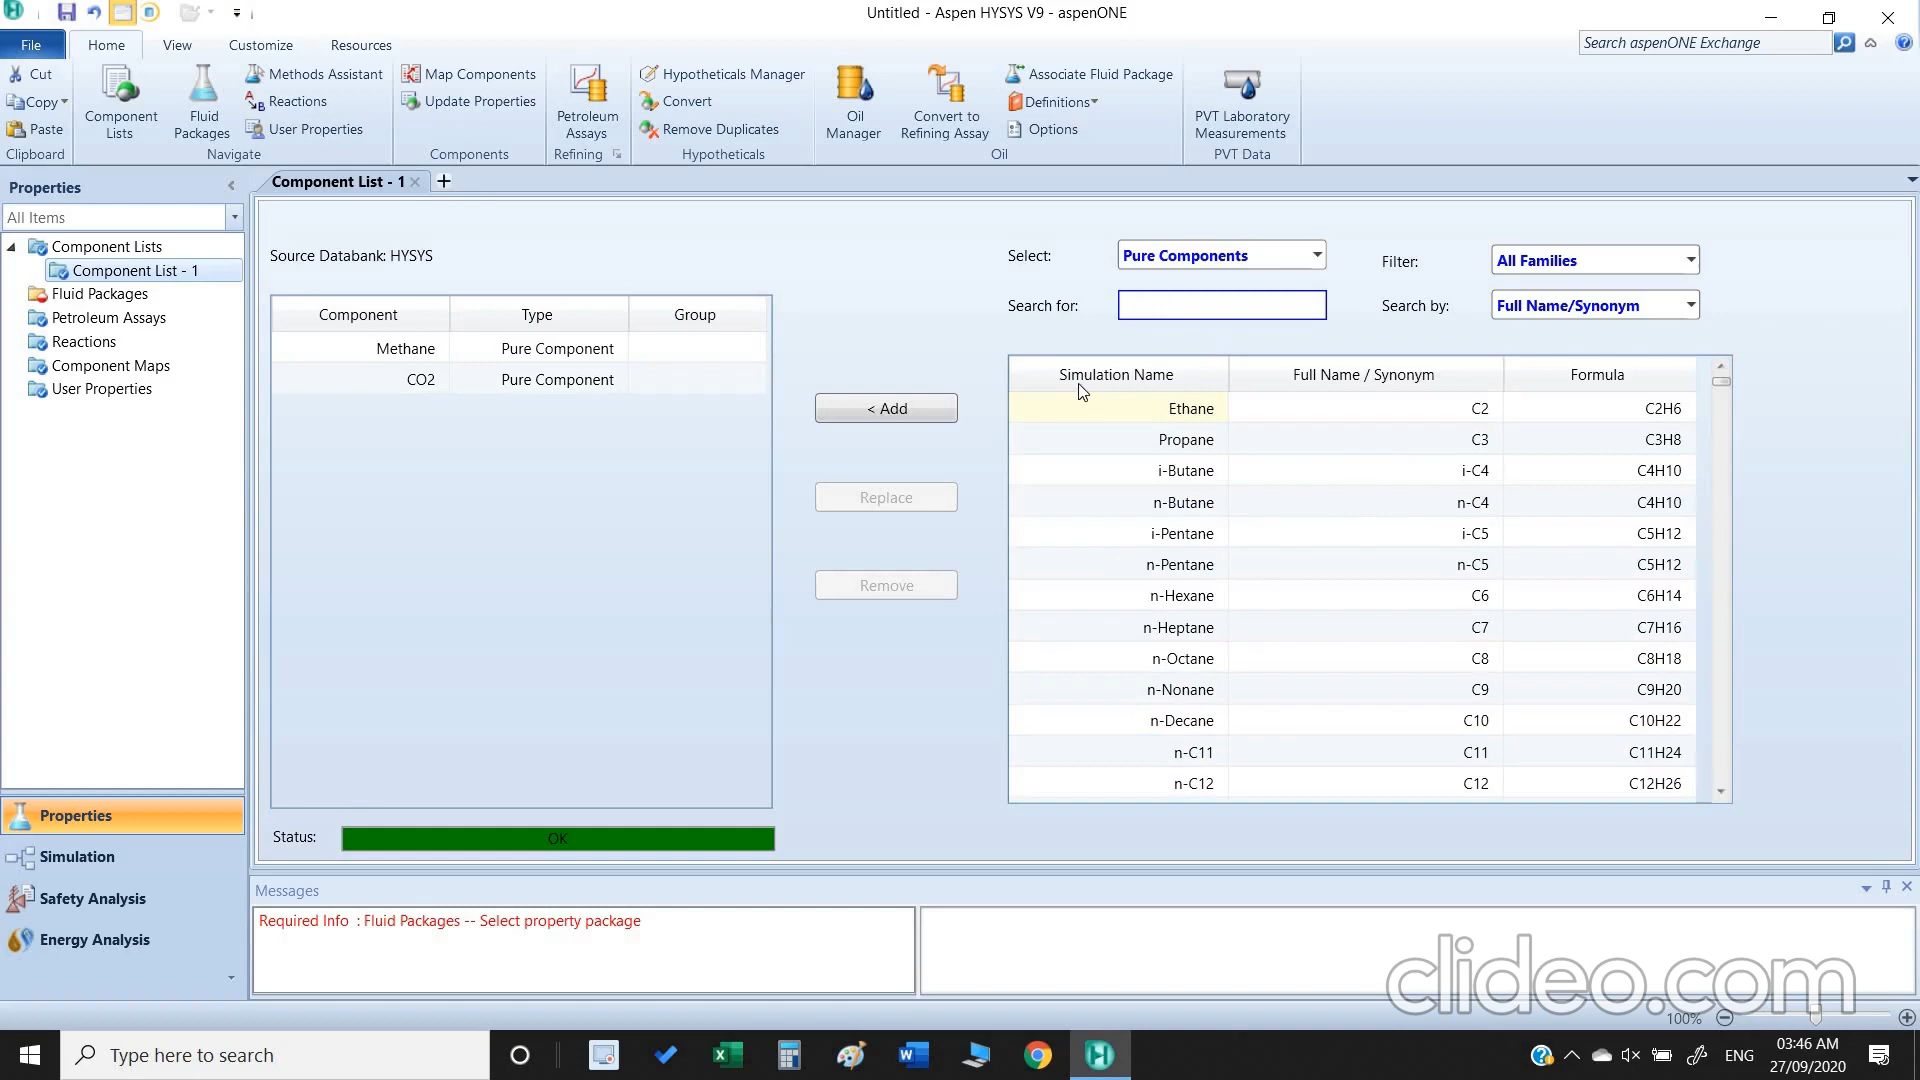 Untitled - Aspen HYSYS V9 - aspenONE
File
Home
View
Customize
Resources
Search aspenONE Exchange
Cut
Copy
Paste
Clipboard
Component Lists
Fluid Packages
Methods Assistant
Reactions
User Properties
Navigate
Map Components
Update Properties
Components
Petroleum Assays
Refining
Hypotheticals Manager
Convert
Remove Duplicates
Hypotheticals
Oil Manager
Convert to Refining Assay
Associate Fluid Package
Definitions
Options
Oil
PVT Laboratory Measurements
PVT Data
Properties
All Items
Component Lists
Component List - 1
Fluid Packages
Petroleum Assays
Reactions
Component Maps
User Properties
Properties
Simulation
Safety Analysis
Energy Analysis
Component List - 1
Source Databank: HYSYS
Component Type Group
Methane Pure Component
CO2 Pure Component
< Add
Replace
Remove
Select: Pure Components
Filter: All Families
Search for:
Search by: Full Name/Synonym
Simulation Name Full Name / Synonym Formula
Ethane C2 C2H6
Propane C3 C3H8
i-Butane i-C4 C4H10
n-Butane n-C4 C4H10
i-Pentane i-C5 C5H12
n-Pentane n-C5 C5H12
n-Hexane C6 C6H14
n-Heptane C7 C7H16
n-Octane C8 C8H18
n-Nonane C9 C9H20
n-Decane C10 C10H22
n-C11 C11 C11H24
n-C12 C12 C12H26
Status: OK
Messages
Required Info : Fluid Packages -- Select property package
clideo.com
100%
Type here to search
ENG
03:46 AM
27/09/2020